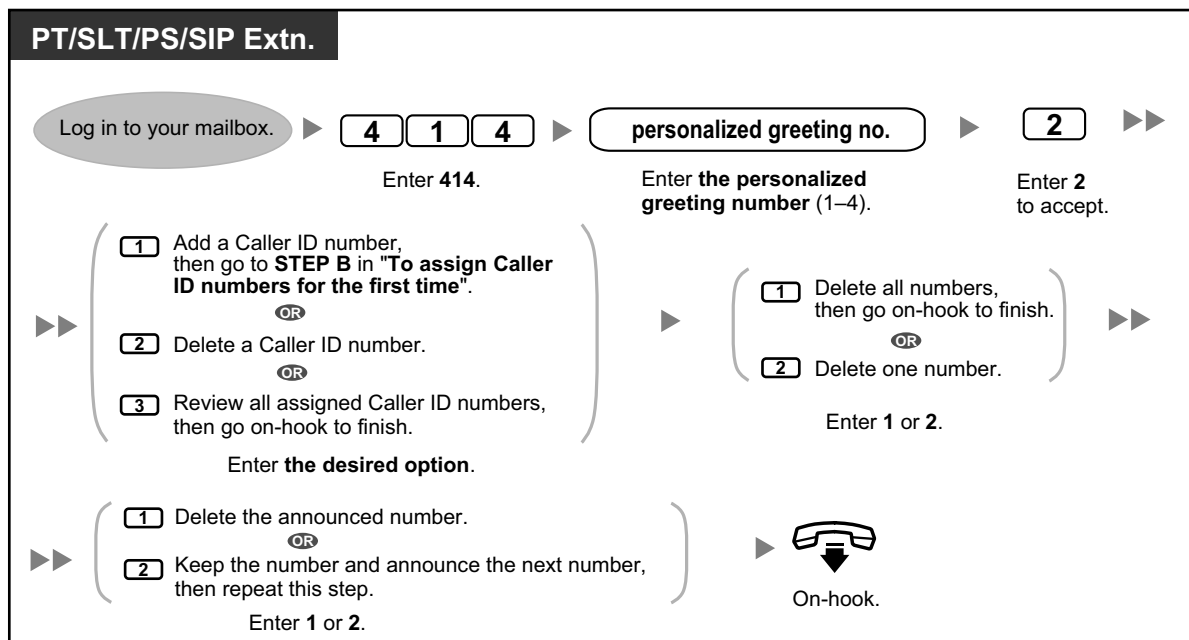 PT/SLT/PS/SIP Extn.
Log in to your mailbox.
4 1 4
personalized greeting no.
2
Enter 414.
Enter the personalized
greeting number (1–4).
Enter 2
to accept.
1 Add a Caller ID number,
then go to STEP B in "To assign Caller
ID numbers for the first time".
OR
2 Delete a Caller ID number.
OR
3 Review all assigned Caller ID numbers,
then go on-hook to finish.
Enter the desired option.
1 Delete all numbers,
then go on-hook to finish.
OR
2 Delete one number.
Enter 1 or 2.
1 Delete the announced number.
OR
2 Keep the number and announce the next number,
then repeat this step.
Enter 1 or 2.
On-hook.